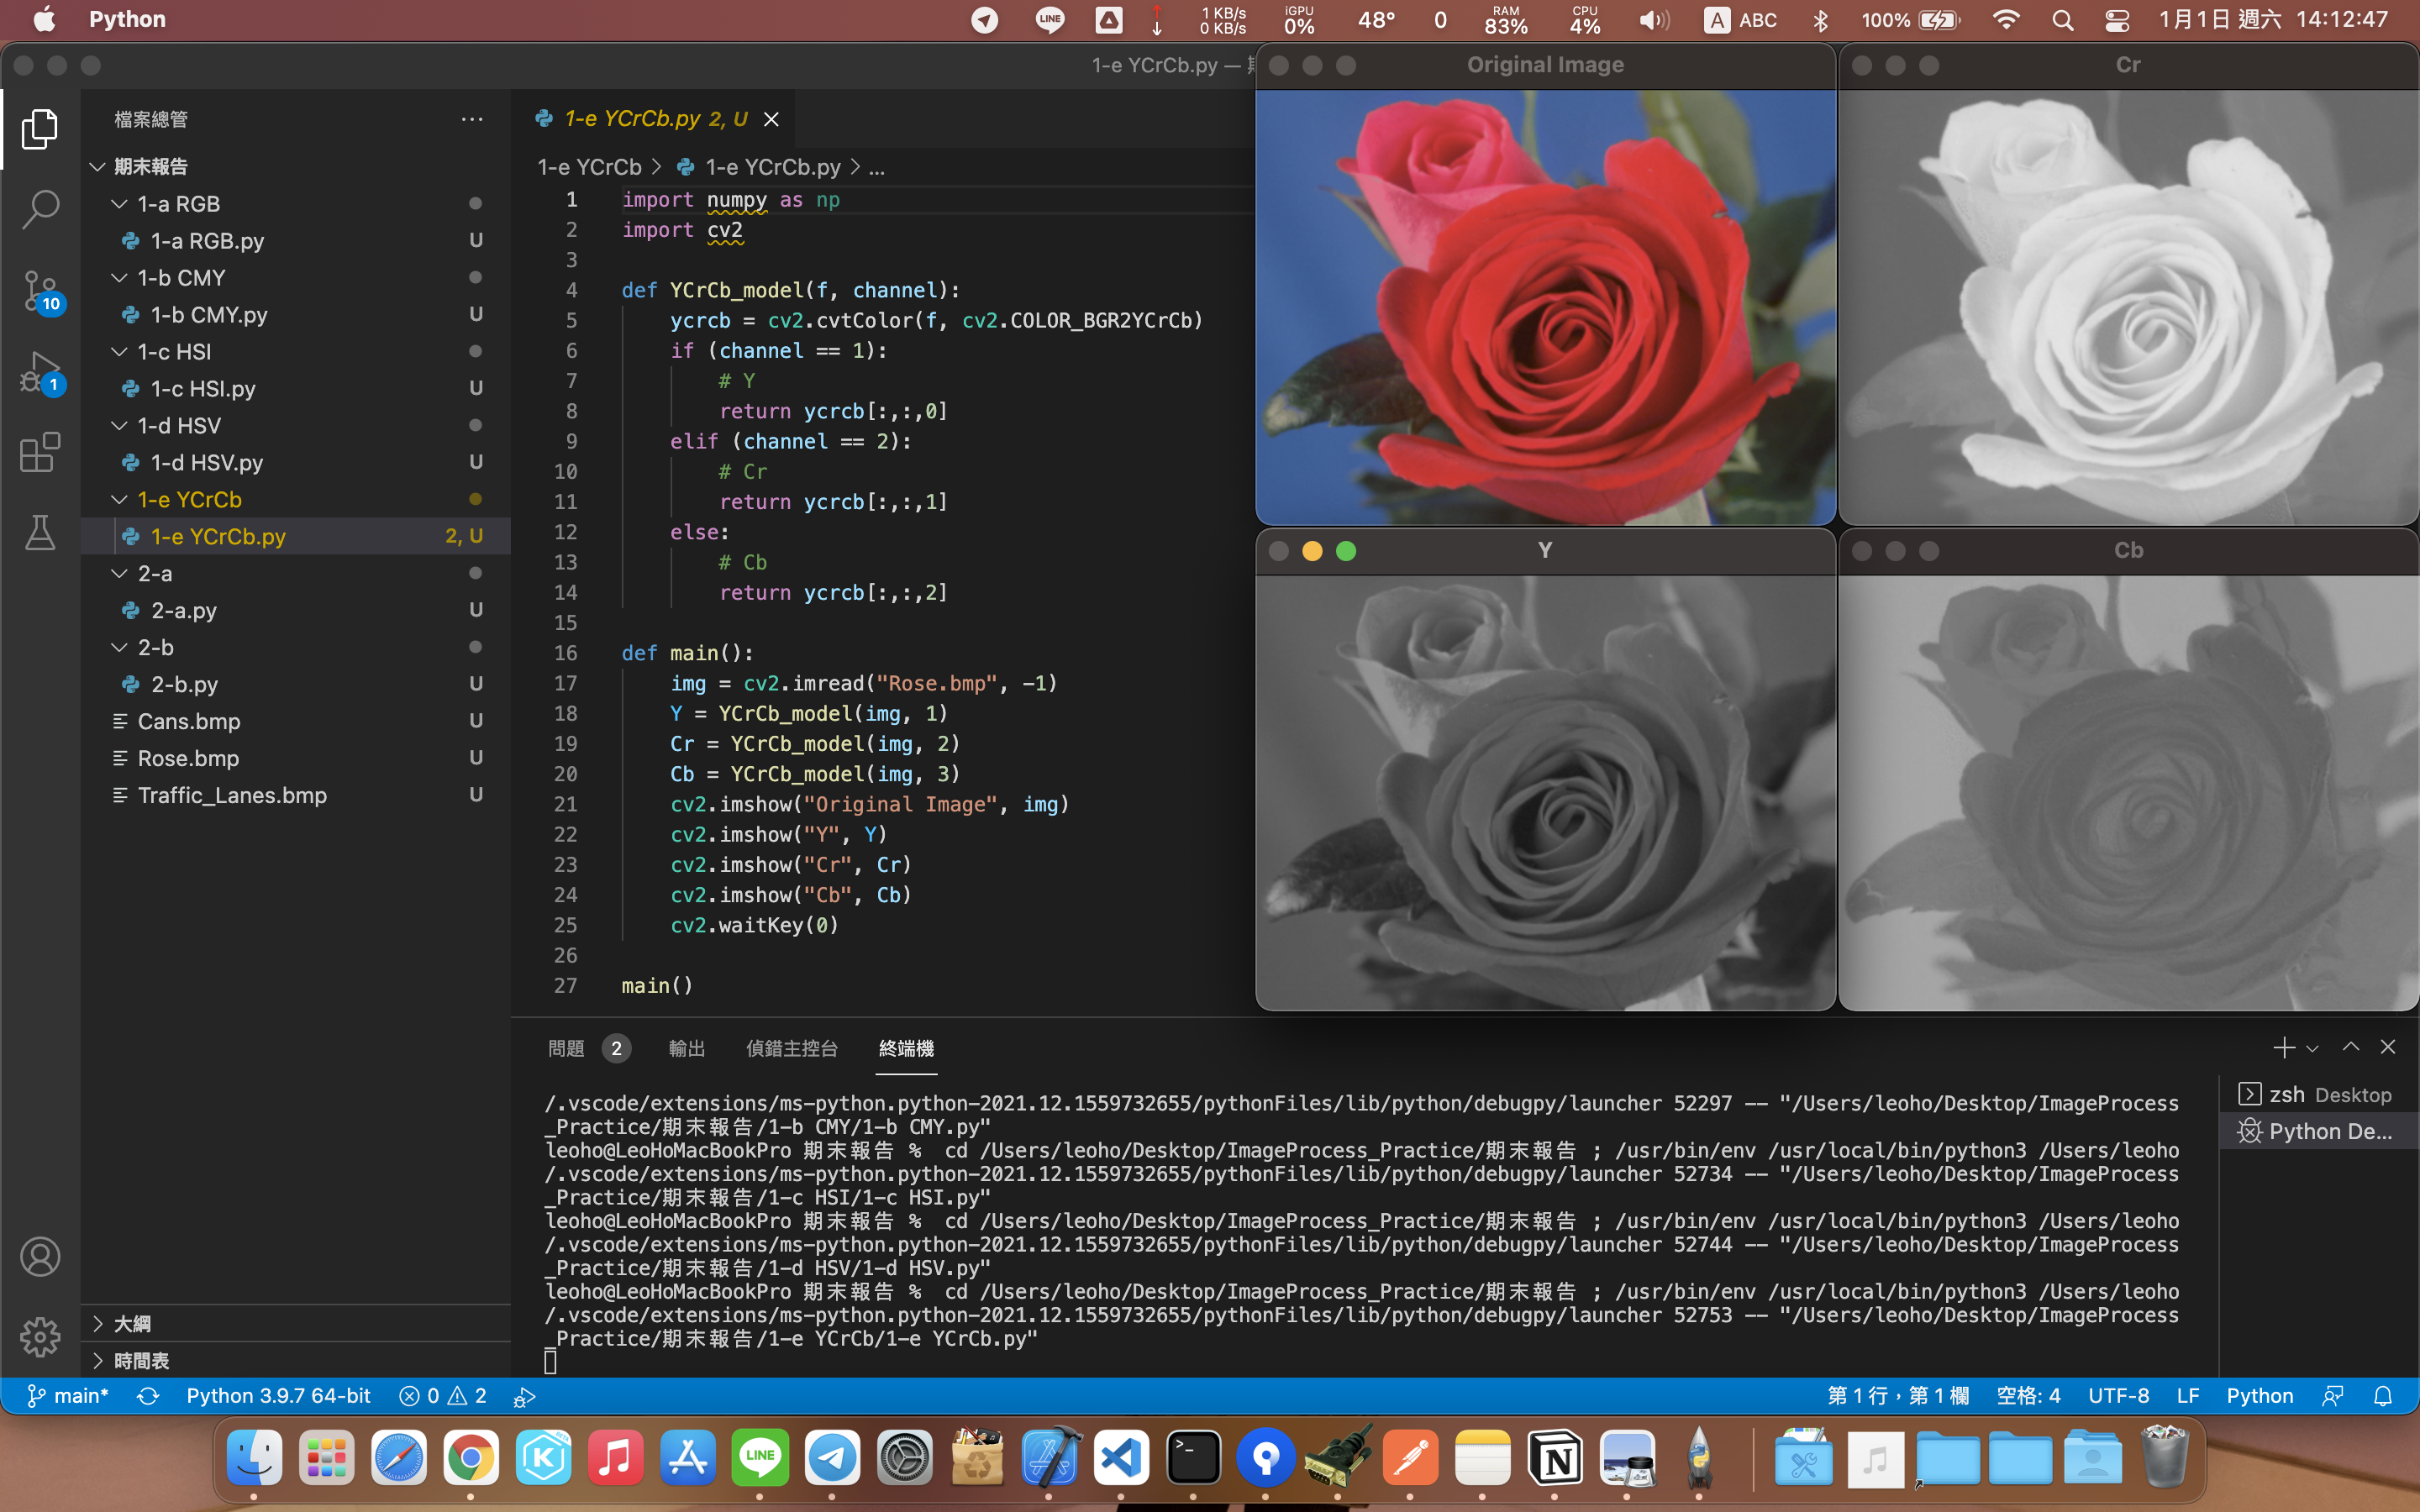 Python
LINE
1 KB/s
0 KB/s
iGPU
0%
48°
0
RAM
83%
CPU
4%
A ABC
100%
1月1日 週六 14:12:47
1-e YCrCb.py —
Original Image
Cr
檔案總管
1-e YCrCb.py 2, U
期末報告
1-a RGB
1-a RGB.py U
1-b CMY
1-b CMY.py U
1-c HSI
1-c HSI.py U
1-d HSV
1-d HSV.py U
1-e YCrCb
1-e YCrCb.py 2, U
2-a
2-a.py U
2-b
2-b.py U
Cans.bmp U
Rose.bmp U
Traffic_Lanes.bmp U
10
1
大綱
時間表
1-e YCrCb > 1-e YCrCb.py > ...
1 import numpy as np
2 import cv2
3
4 def YCrCb_model(f, channel):
5     ycrcb = cv2.cvtColor(f, cv2.COLOR_BGR2YCrCb)
6     if (channel == 1):
7         # Y
8         return ycrcb[:,:,0]
9     elif (channel == 2):
10         # Cr
11         return ycrcb[:,:,1]
12     else:
13         # Cb
14         return ycrcb[:,:,2]
15
16 def main():
17     img = cv2.imread("Rose.bmp", -1)
18     Y = YCrCb_model(img, 1)
19     Cr = YCrCb_model(img, 2)
20     Cb = YCrCb_model(img, 3)
21     cv2.imshow("Original Image", img)
22     cv2.imshow("Y", Y)
23     cv2.imshow("Cr", Cr)
24     cv2.imshow("Cb", Cb)
25     cv2.waitKey(0)
26
27 main()
Y
Cb
問題 2 輸出 偵錯主控台 終端機
/.vscode/extensions/ms-python.python-2021.12.1559732655/pythonFiles/lib/python/debugpy/launcher 52297 -- "/Users/leoho/Desktop/ImageProcess
_Practice/期末報告/1-b CMY/1-b CMY.py"
leoho@LeoHoMacBookPro 期末報告 %  cd /Users/leoho/Desktop/ImageProcess_Practice/期末報告 ; /usr/bin/env /usr/local/bin/python3 /Users/leoho
/.vscode/extensions/ms-python.python-2021.12.1559732655/pythonFiles/lib/python/debugpy/launcher 52734 -- "/Users/leoho/Desktop/ImageProcess
_Practice/期末報告/1-c HSI/1-c HSI.py"
leoho@LeoHoMacBookPro 期末報告 %  cd /Users/leoho/Desktop/ImageProcess_Practice/期末報告 ; /usr/bin/env /usr/local/bin/python3 /Users/leoho
/.vscode/extensions/ms-python.python-2021.12.1559732655/pythonFiles/lib/python/debugpy/launcher 52744 -- "/Users/leoho/Desktop/ImageProcess
_Practice/期末報告/1-d HSV/1-d HSV.py"
leoho@LeoHoMacBookPro 期末報告 %  cd /Users/leoho/Desktop/ImageProcess_Practice/期末報告 ; /usr/bin/env /usr/local/bin/python3 /Users/leoho
/.vscode/extensions/ms-python.python-2021.12.1559732655/pythonFiles/lib/python/debugpy/launcher 52753 -- "/Users/leoho/Desktop/ImageProcess
_Practice/期末報告/1-e YCrCb/1-e YCrCb.py"
zsh Desktop
Python De...
main* Python 3.9.7 64-bit 0 2
第 1 行，第 1 欄 空格: 4 UTF-8 LF Python
LINE